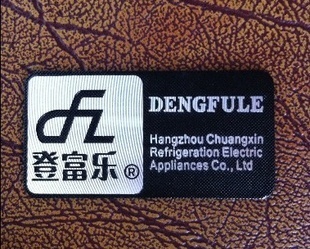 登富乐®
DENGFULE
Hangzhou Chuangxin
Refrigeration Electric
Appliances Co., Ltd